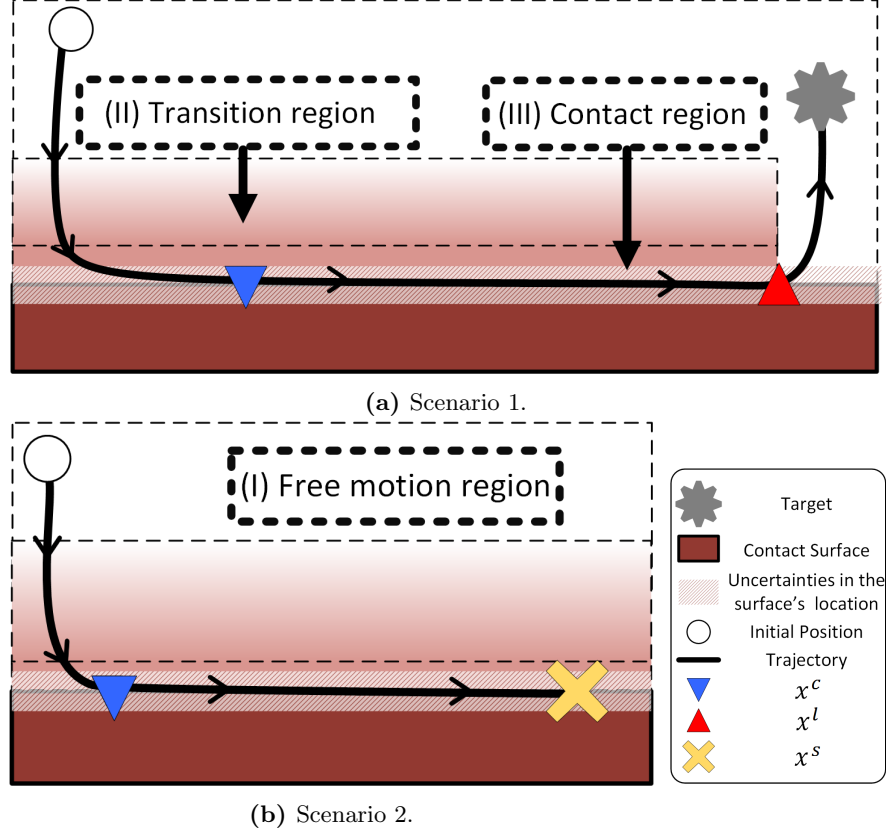 (II) Transition region
(III) Contact region
(a) Scenario 1.
(I) Free motion region
Target
Contact Surface
Uncertainties in the
surface's location
Initial Position
Trajectory
x^c
x^l
x^s
(b) Scenario 2.